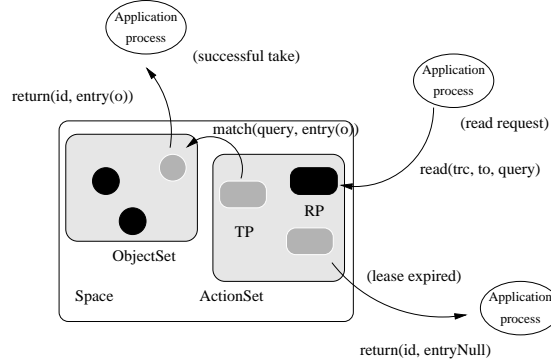 Application
process
(successful take)
return(id, entry(o))
Application
process
(read request)
match(query, entry(o))
read(trc, to, query)
TP
RP
ObjectSet
Space
ActionSet
(lease expired)
Application
process
return(id, entryNull)